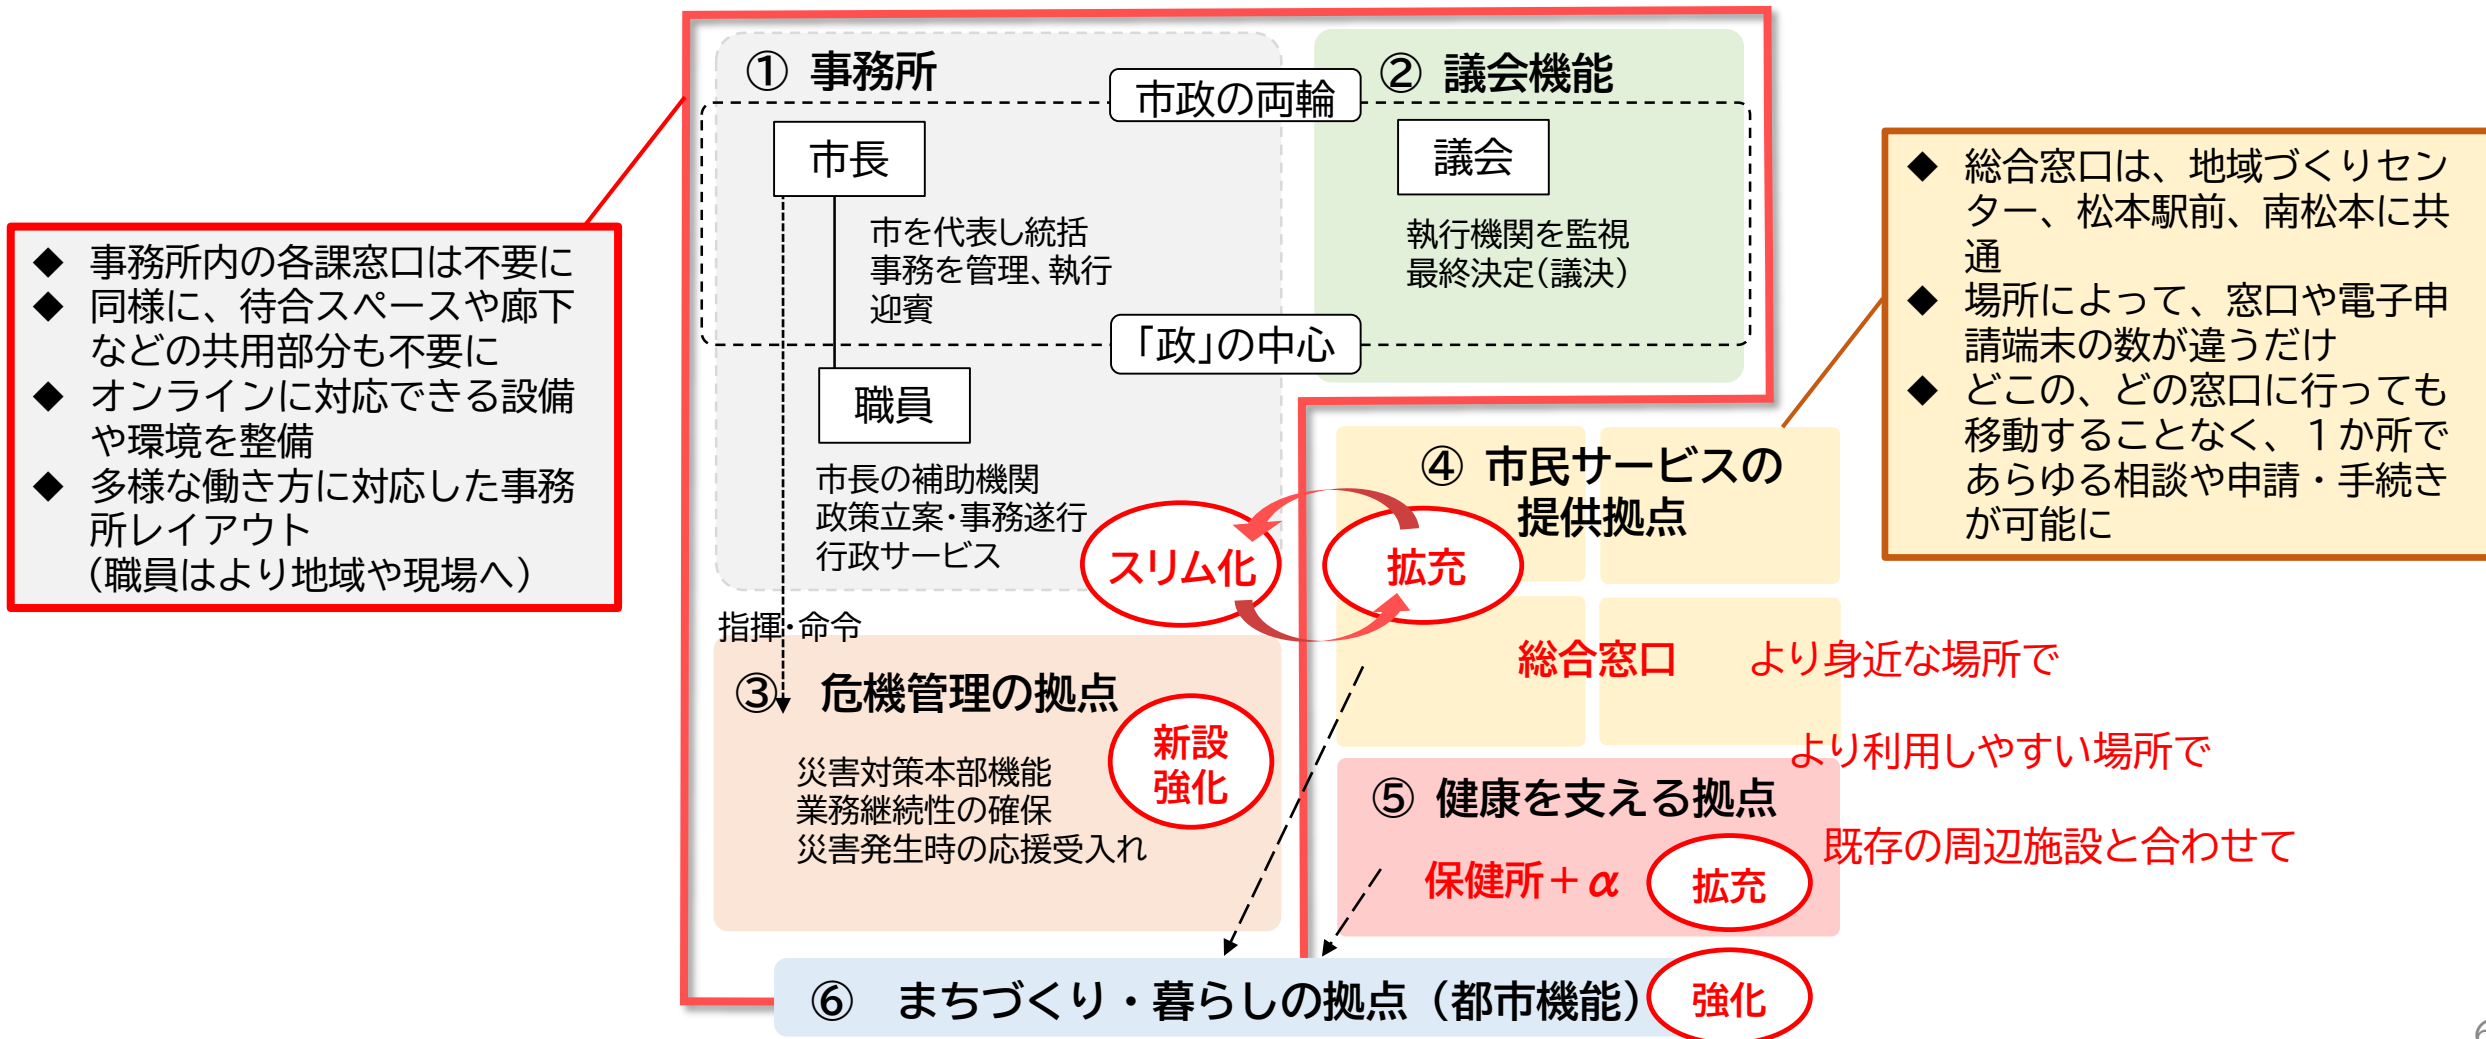 ① 事務所
② 議会機能
市政の両輪
市長
議会
市を代表し統括
事務を管理、執行
迎賓
執行機関を監視
最終決定(議決)
「政」の中心
職員
市長の補助機関
政策立案・事務遂行
行政サービス
◆ 事務所内の各課窓口は不要に
◆ 同様に、待合スペースや廊下
などの共用部分も不要に
◆ オンラインに対応できる設備
や環境を整備
◆ 多様な働き方に対応した事務
所レイアウト
(職員はより地域や現場へ)
◆ 総合窓口は、地域づくりセン
ター、松本駅前、南松本に共
通
◆ 場所によって、窓口や電子申
請端末の数が違うだけ
◆ どこの、どの窓口に行っても
移動することなく、1か所で
あらゆる相談や申請・手続き
が可能に
④ 市民サービスの
提供拠点
スリム化
拡充
指揮・命令
③ 危機管理の拠点
新設
強化
災害対策本部機能
業務継続性の確保
災害発生時の応援受入れ
総合窓口
より身近な場所で
より利用しやすい場所で
⑤ 健康を支える拠点
既存の周辺施設と合わせて
保健所+α
拡充
⑥ まちづくり・暮らしの拠点(都市機能)
強化